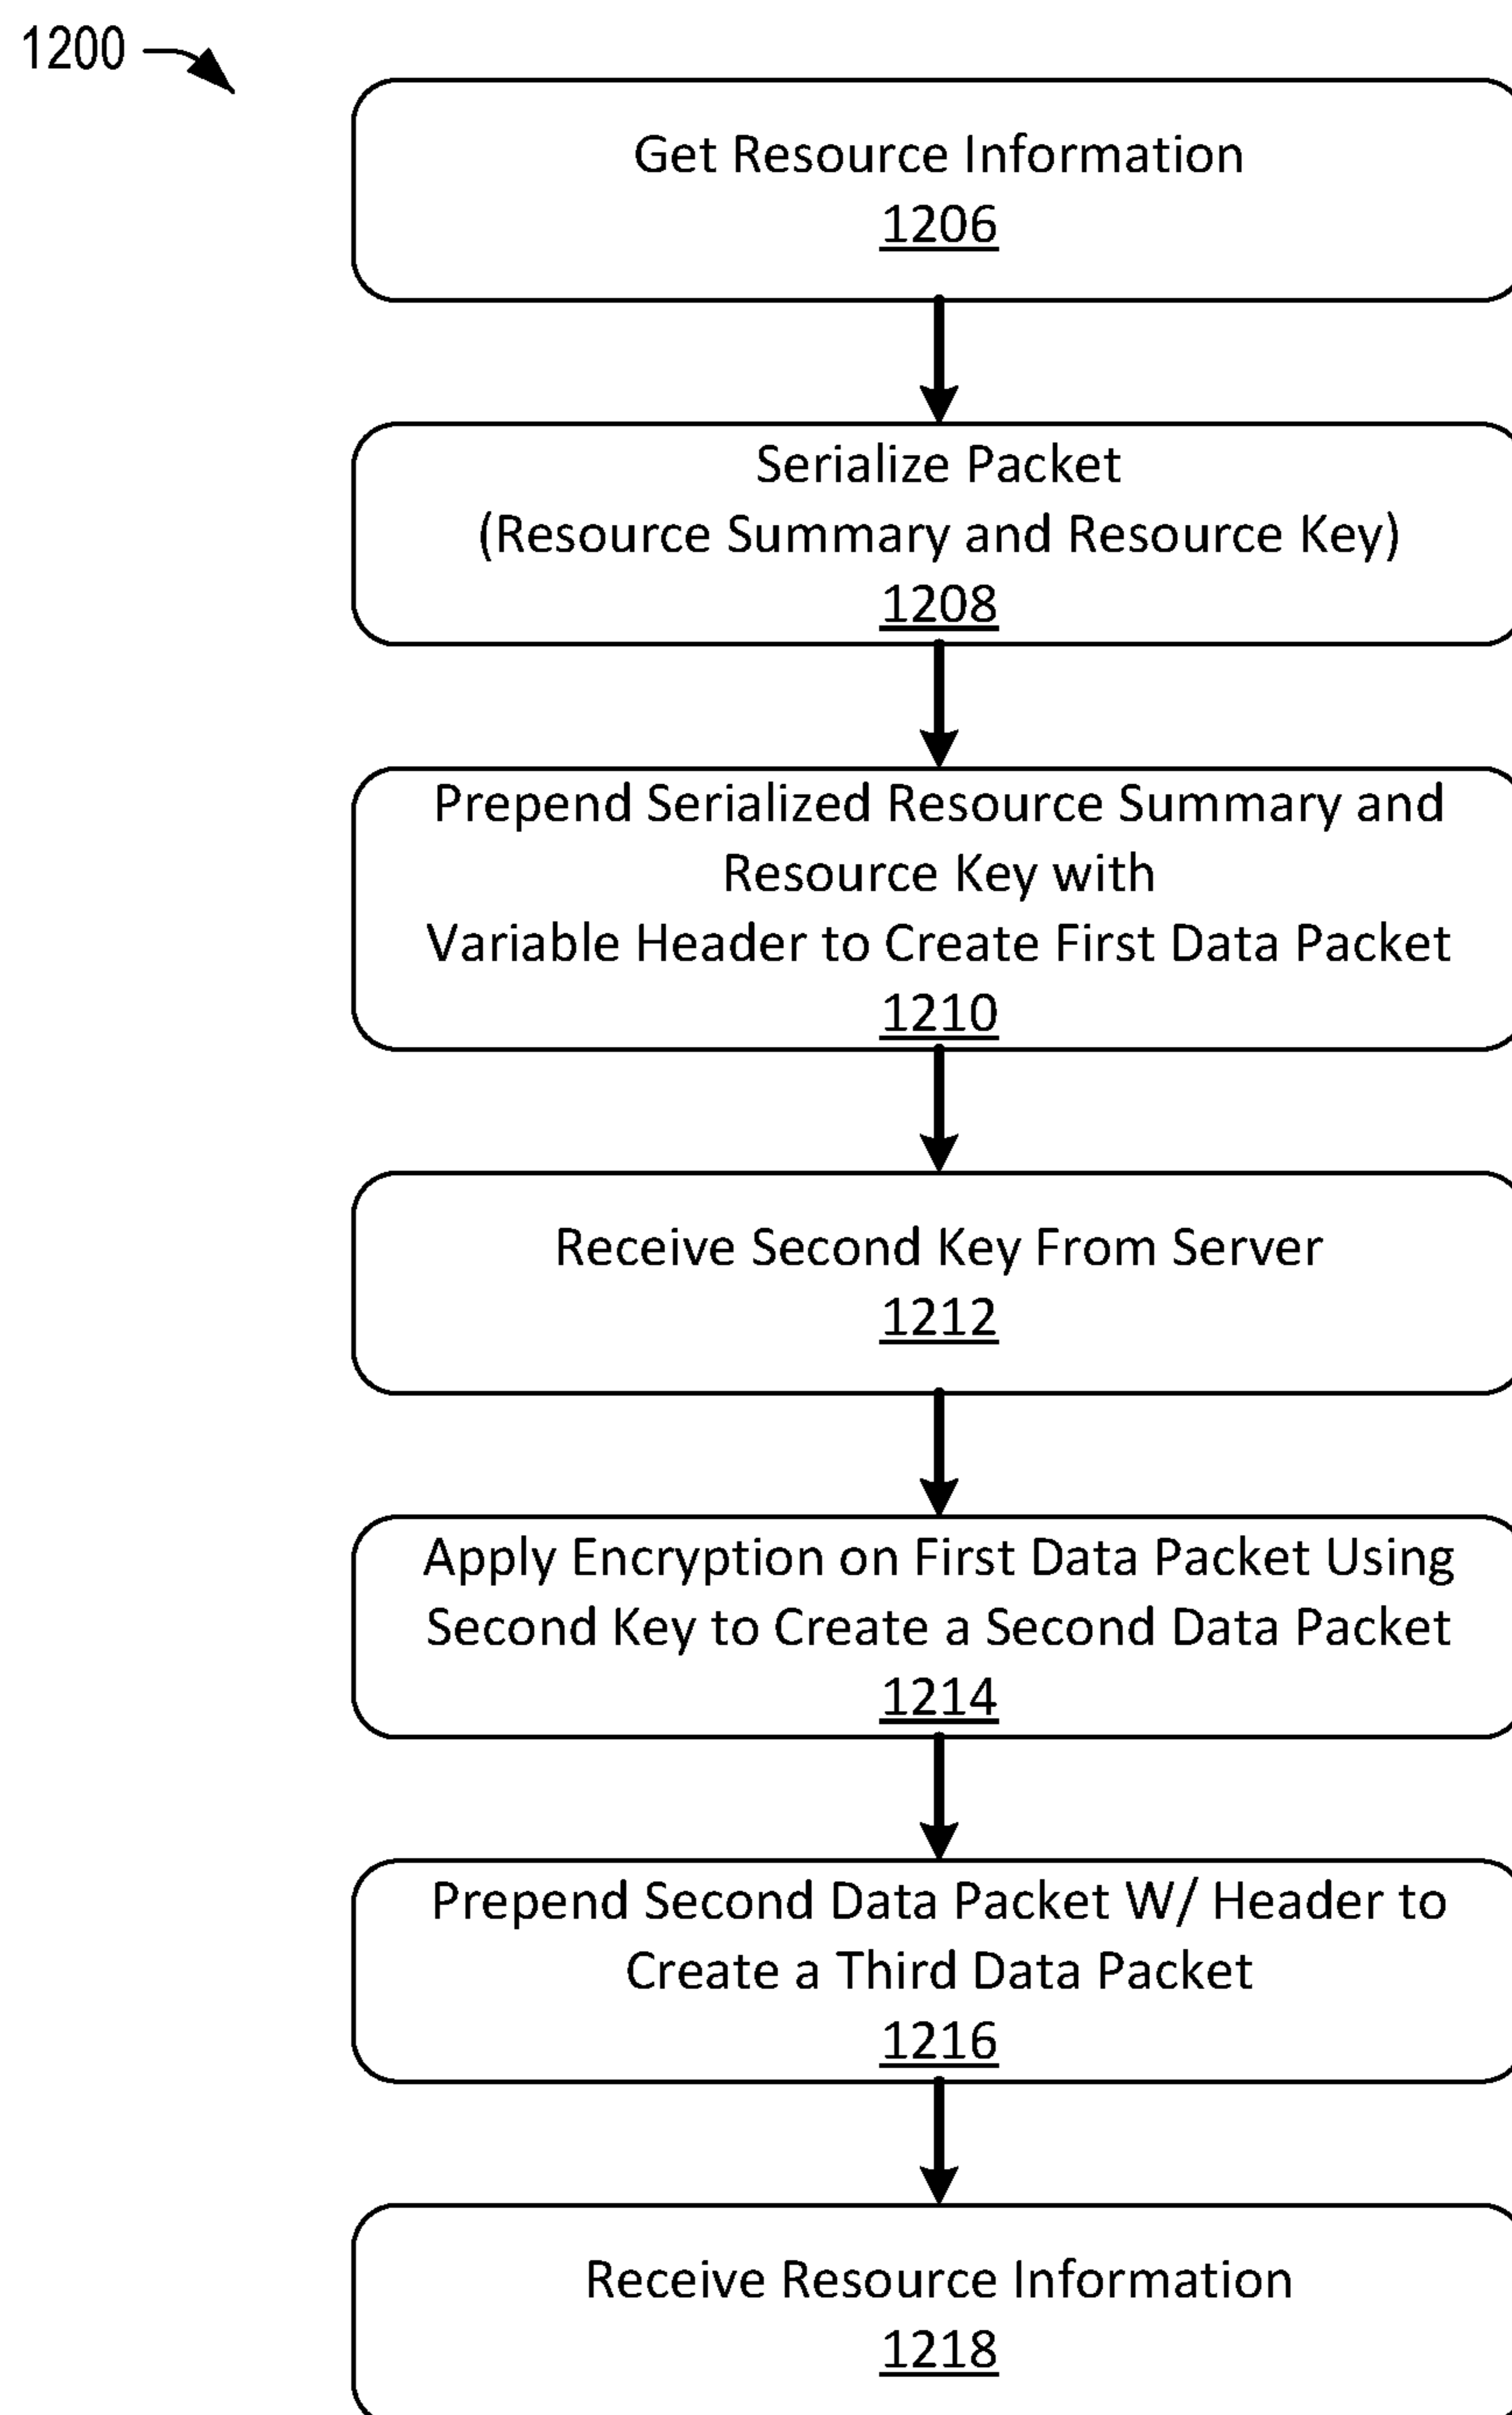 1200
Get Resource Information
1206
Serialize Packet
(Resource Summary and Resource Key)
1208
Prepend Serialized Resource Summary and
Resource Key with
Variable Header to Create First Data Packet
1210
Receive Second Key From Server
1212
Apply Encryption on First Data Packet Using
Second Key to Create a Second Data Packet
1214
Prepend Second Data Packet W/ Header to
Create a Third Data Packet
1216
Receive Resource Information
1218